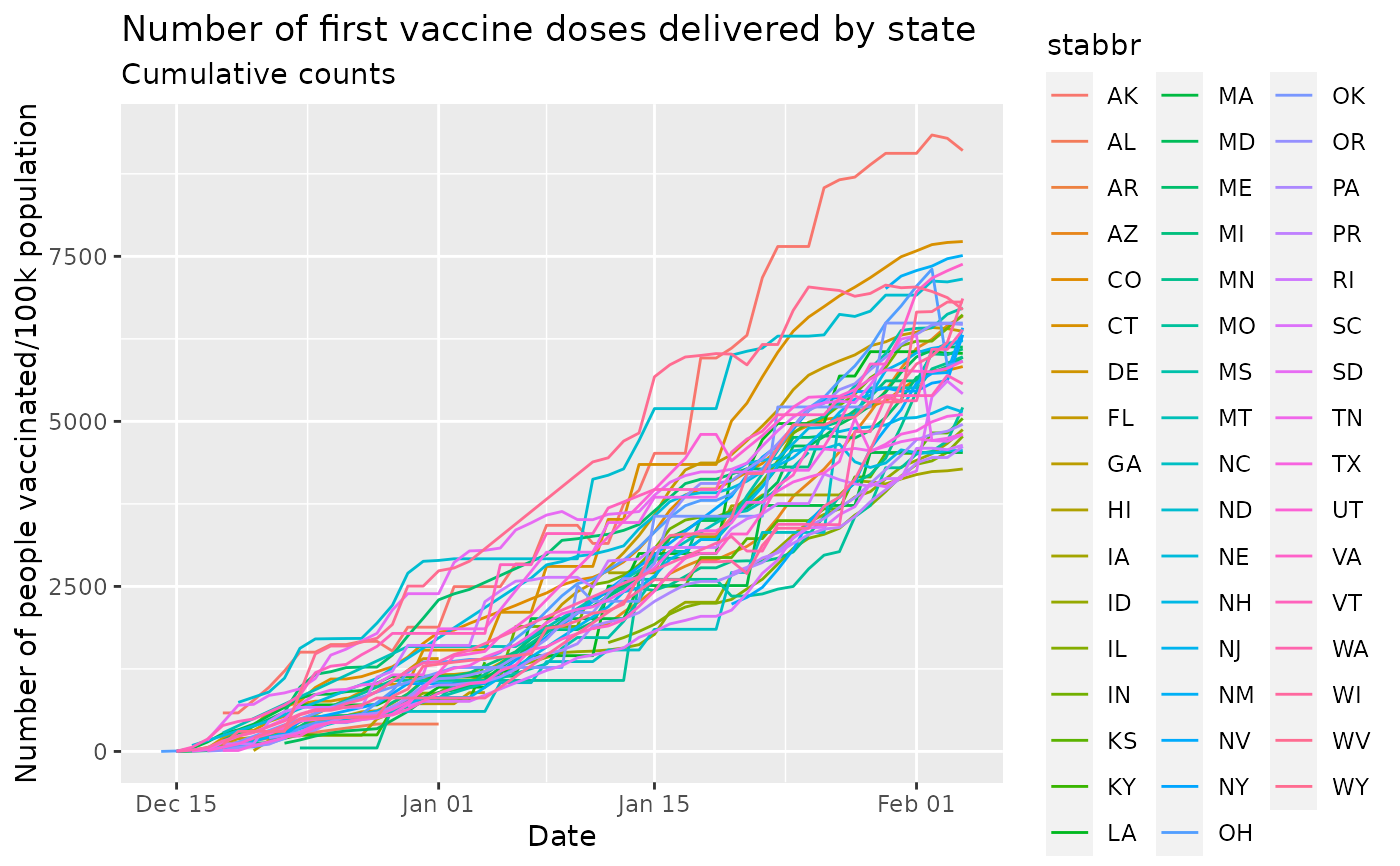 Number of first vaccine doses delivered by state
Cumulative counts
Number of people vaccinated/100k population
7500
5000
2500
0
Dec 15
Jan 01
Jan 15
Feb 01
Date
stabbr
AK
AL
AR
AZ
CO
CT
DE
FL
GA
HI
IA
ID
IL
IN
KS
KY
LA
MA
MD
ME
MI
MN
MO
MS
MT
NC
ND
NE
NH
NJ
NM
NV
NY
OH
OK
OR
PA
PR
RI
SC
SD
TN
TX
UT
VA
VT
WA
WI
WV
WY